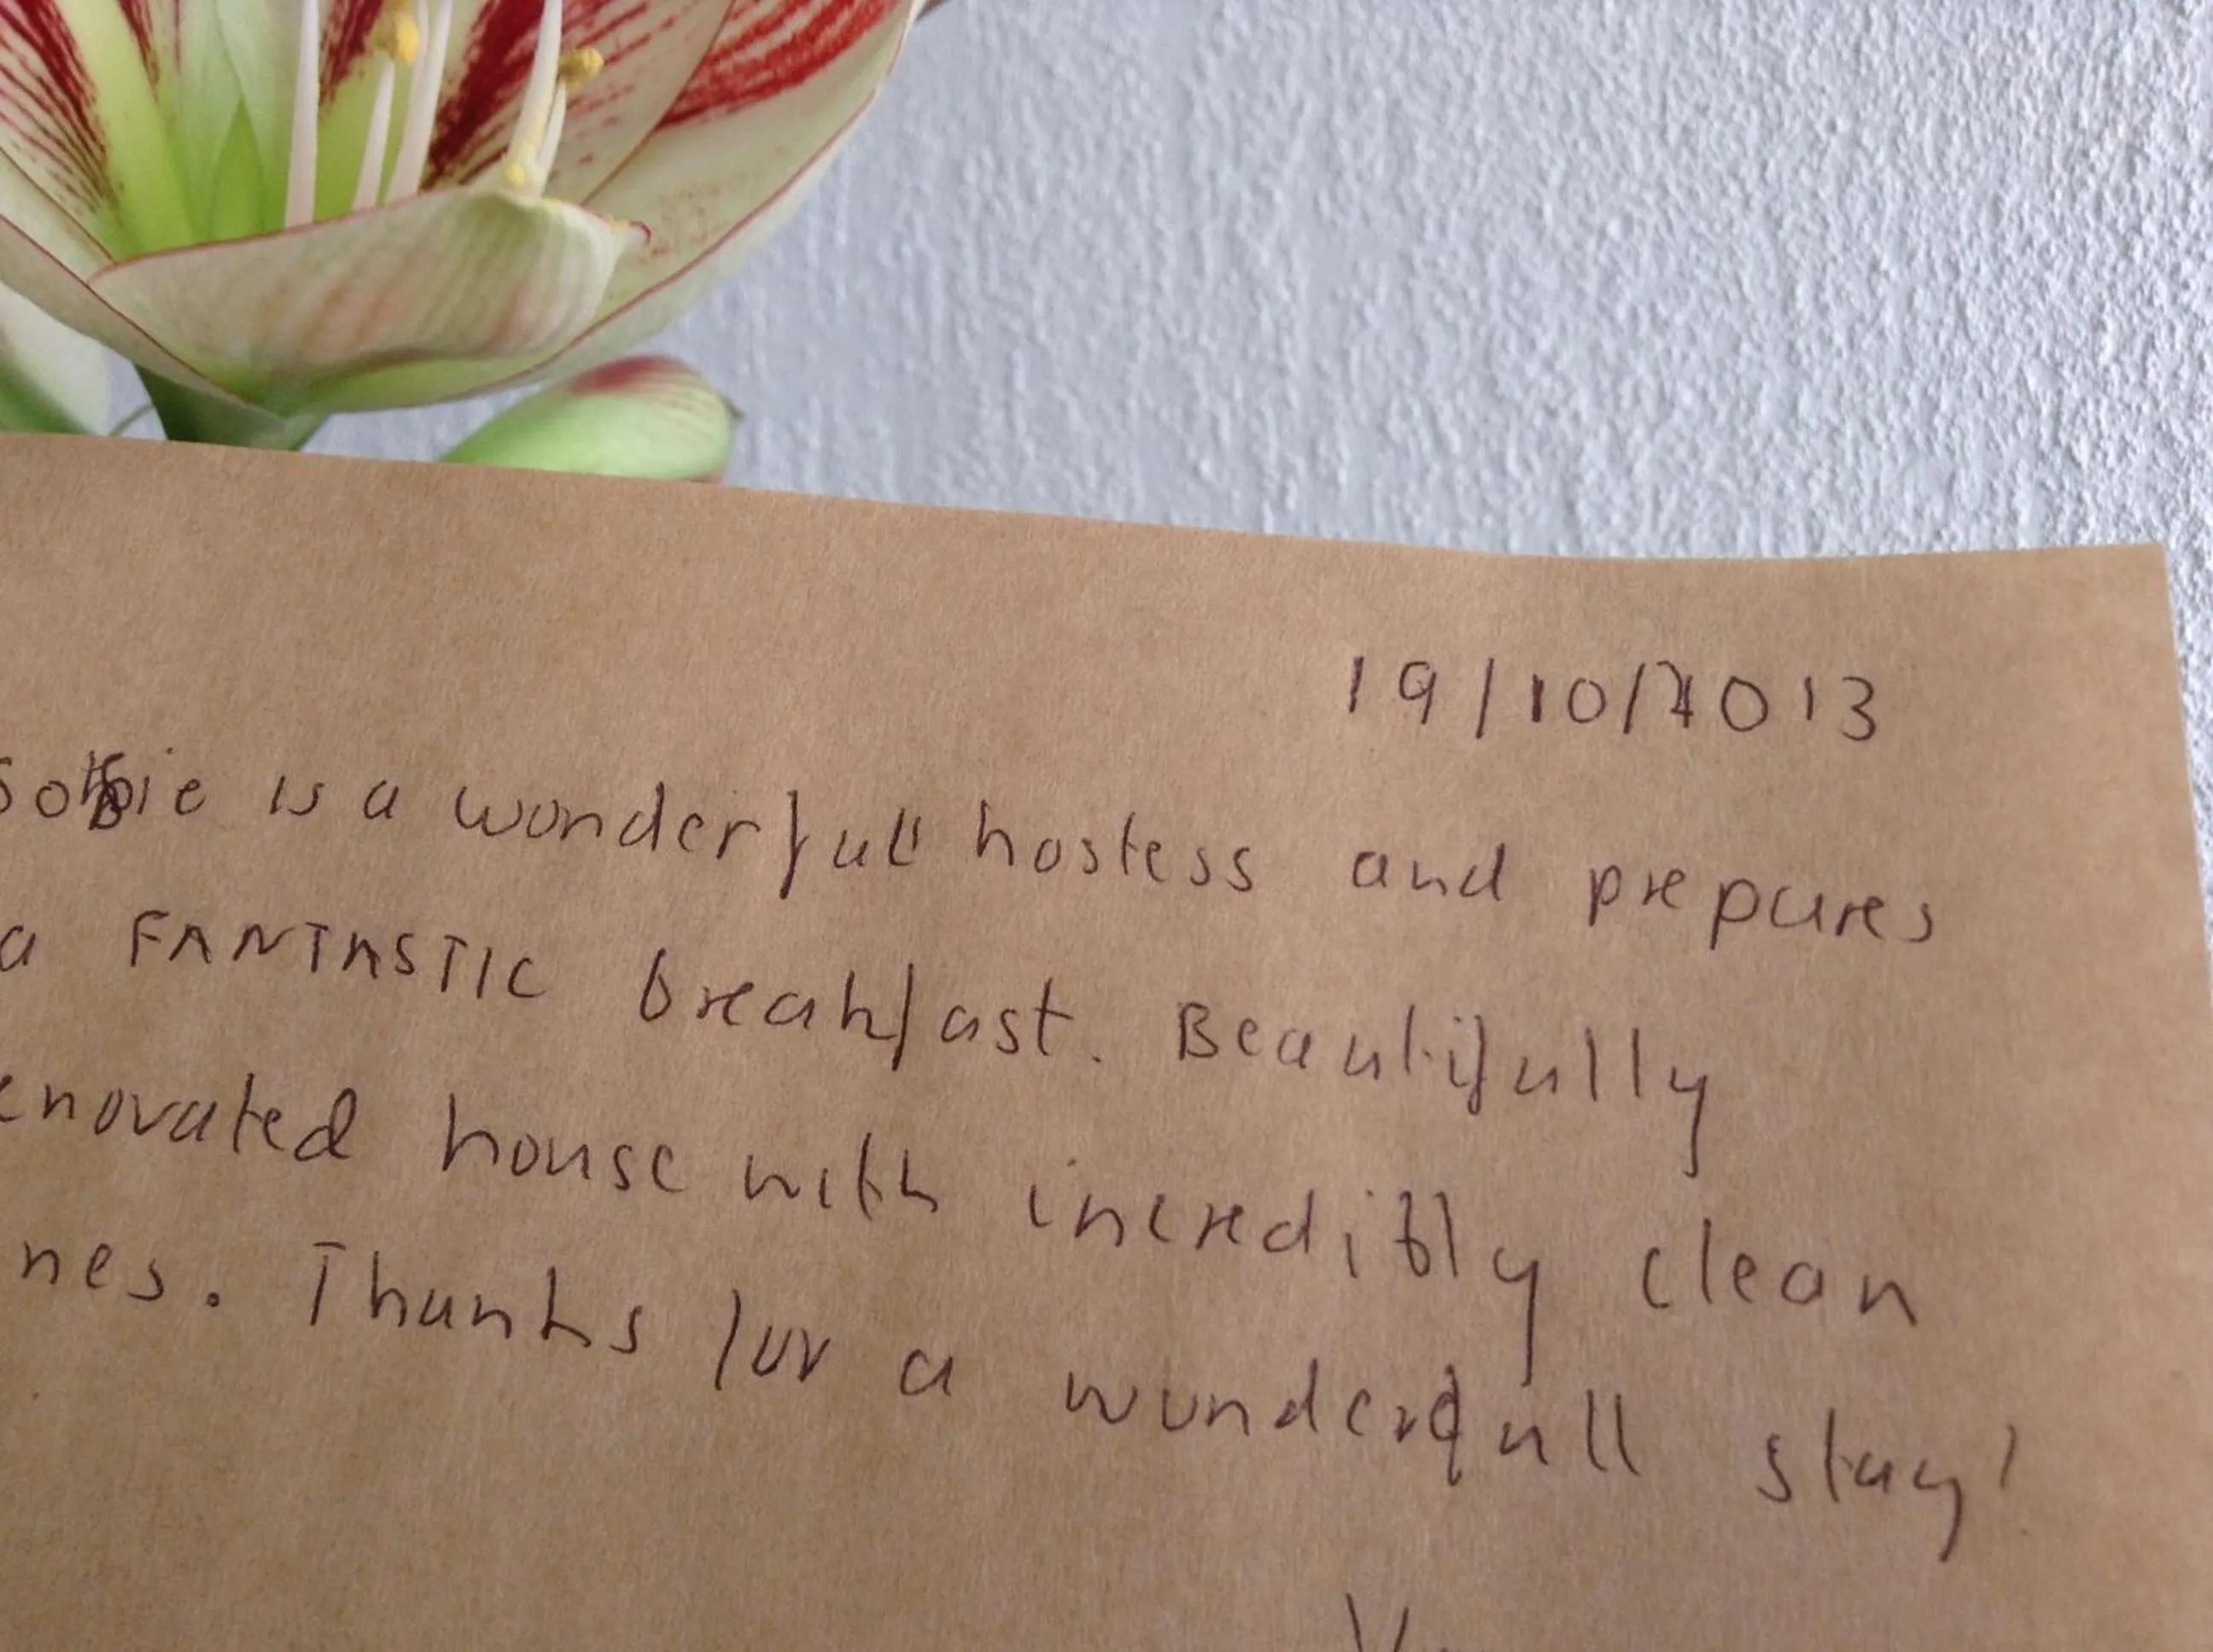 19/10/2013
is a wonderfull hostess and prepares
a FANTASTIC breakfast. Beautifully
enovated house with incredibly clean
nes. Thanks for a wonderfull stay!